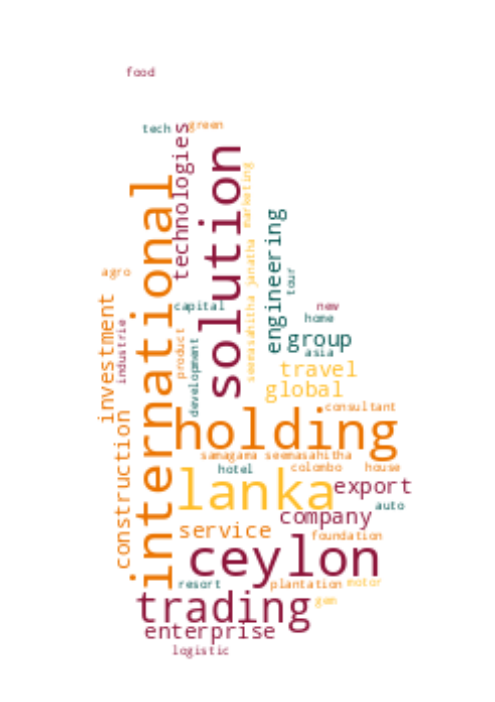 food
tech
green
technologies
solution
marketing
international
engineering
agro
tour
janatha
seemasahitha
investment
capital
new
home
industrie
product
development
group
asia
travel
global
consultant
construction
holding
samagama seemasahitha
hotel
colombo
house
lanka
export
auto
company
service
foundation
ceylon
resort
plantation
motor
trading
gem
enterprise
logistic